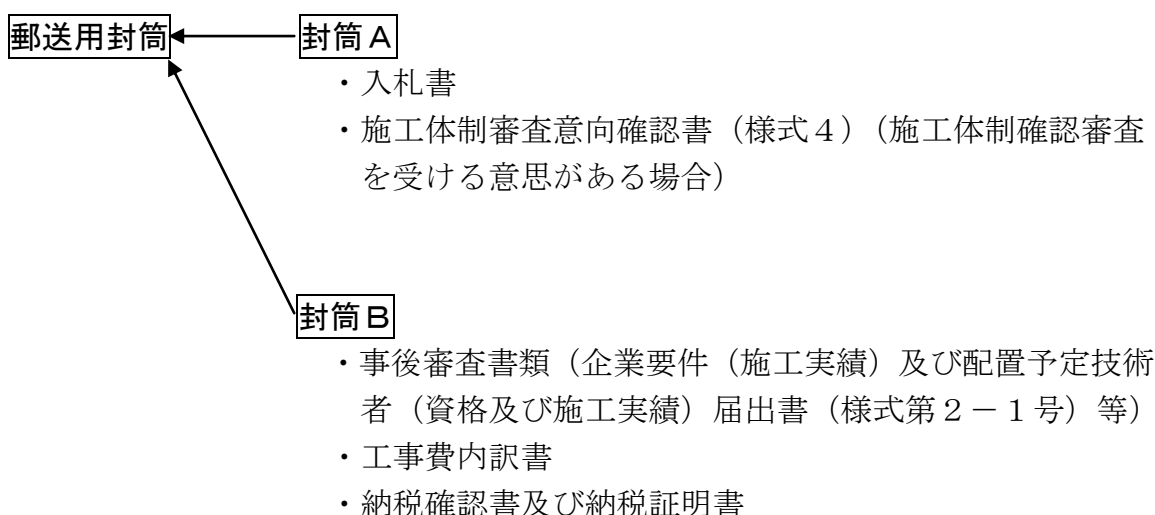 郵送用封筒
封筒A
・入札書
・施工体制審査意向確認書（様式４）（施工体制確認審査
を受ける意思がある場合）
封筒B
・事後審査書類（企業要件（施工実績）及び配置予定技術
者（資格及び施工実績）届出書（様式第２－１号）等）
・工事費内訳書
・納税確認書及び納税証明書